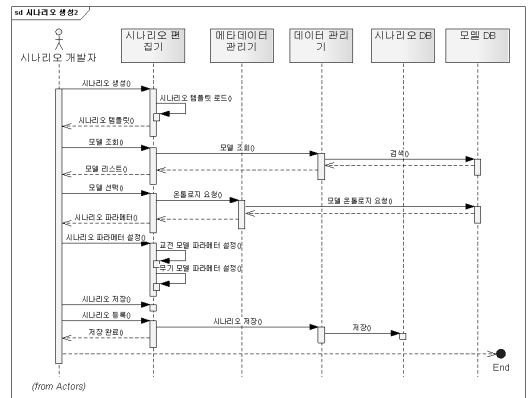 sd 시나리오 생성2
시나리오 개발자
시나리오 편
집기
메타데이터
관리기
데이터 관리
기
시나리오 DB
모델 DB
시나리오 생성()
시나리오 템플릿 로드()
시나리오 템플릿()
모델 조회()
모델 조회()
검색()
모델 리스트()
모델 선택()
온톨로지 요청()
모델 온톨로지 요청()
시나리오 파라메터()
시나리오 파라메터 설정()
교전 모델 파라메터 설정()
무기 모델 파라메터 설정()
시나리오 저장()
시나리오 등록()
시나리오 저장()
저장()
저장 완료()
End
(from Actors)